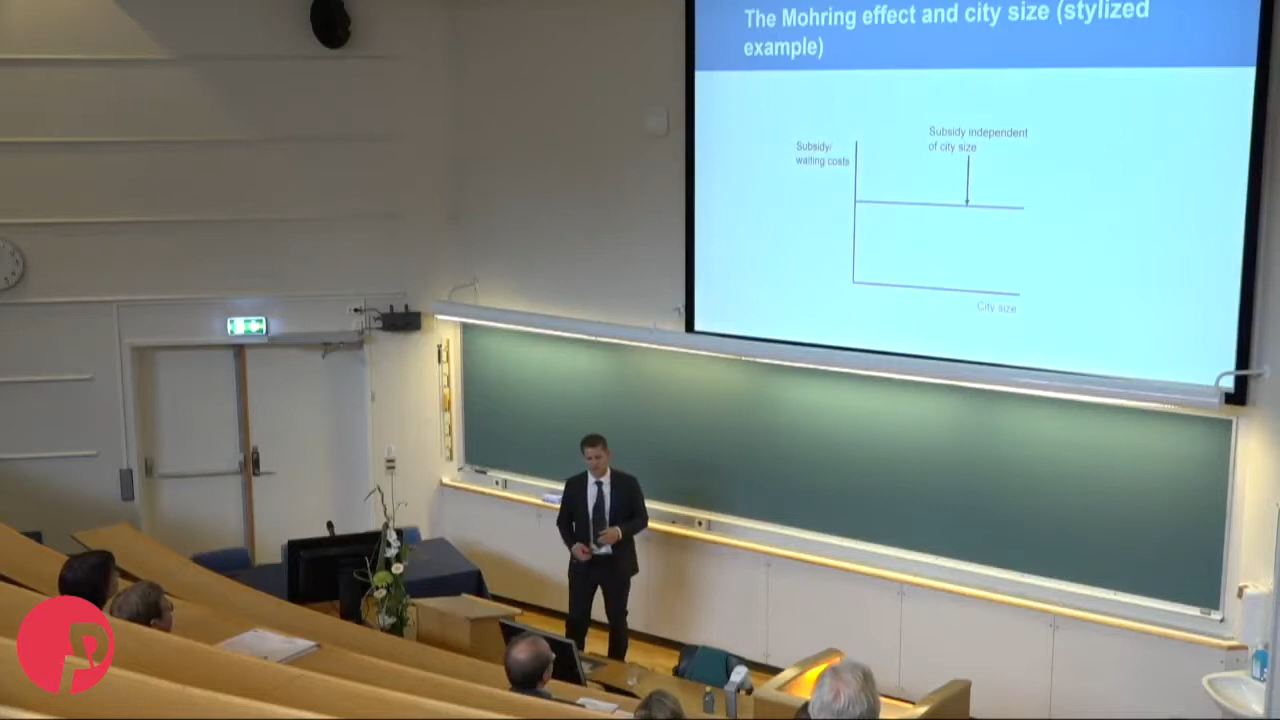 The Mohring effect and city size (stylized
example)
Subsidy/
waiting costs
Subsidy independent
of city size
City size